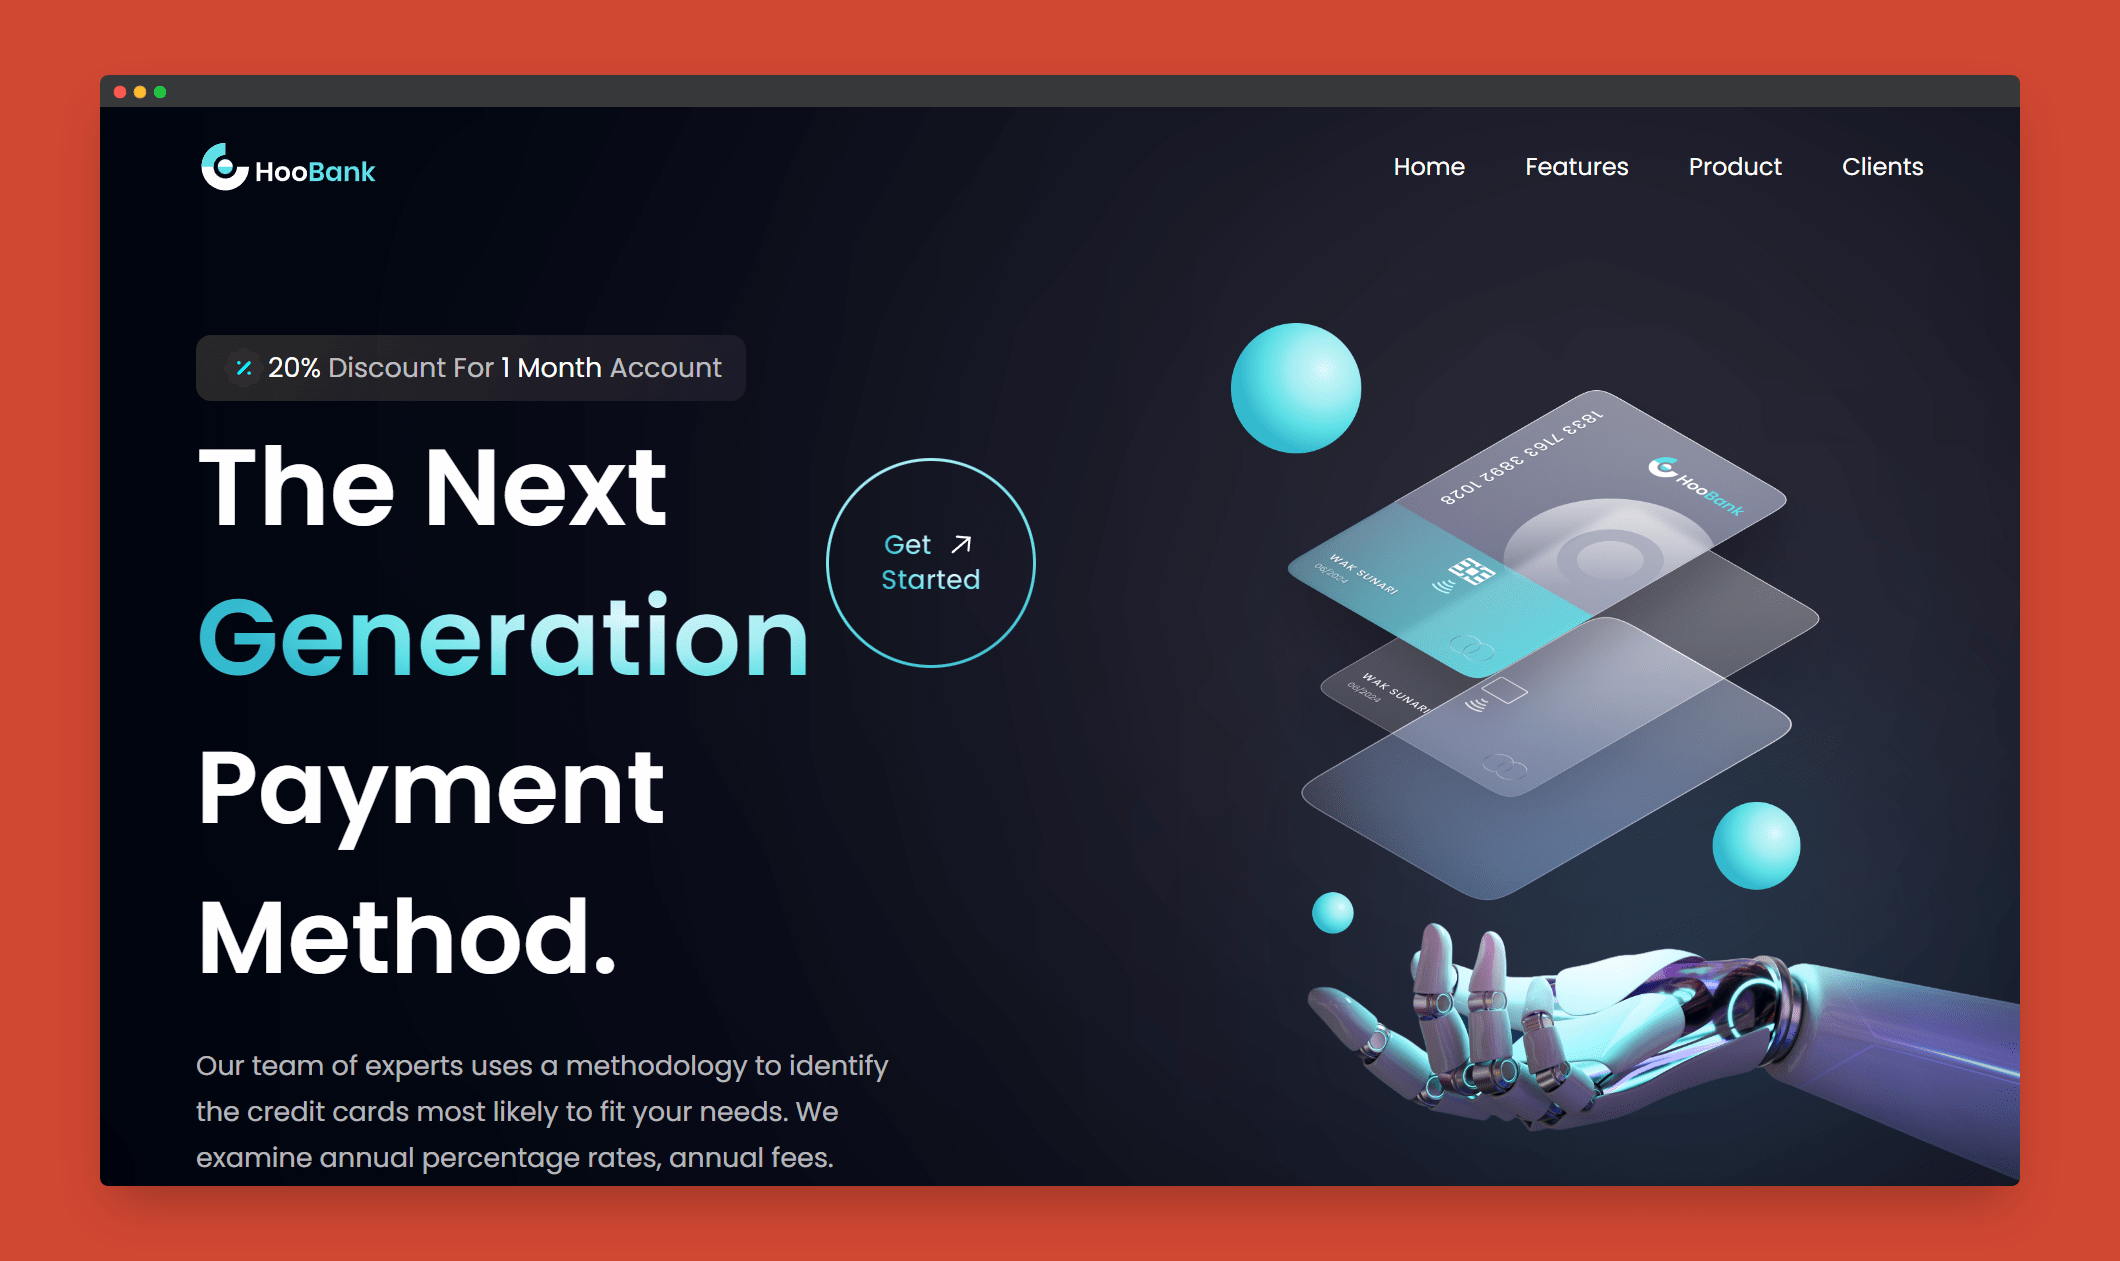 HooBank
Home
Features
Product
Clients
20% Discount For 1 Month Account
The Next
Generation
Payment
Method.
Get
Started
Our team of experts uses a methodology to identify
the credit cards most likely to fit your needs. We
examine annual percentage rates, annual fees.
1833 7163 3892 1028
HooBank
WAK SUNARI
06/2024
WAK SUNARI
06/2024